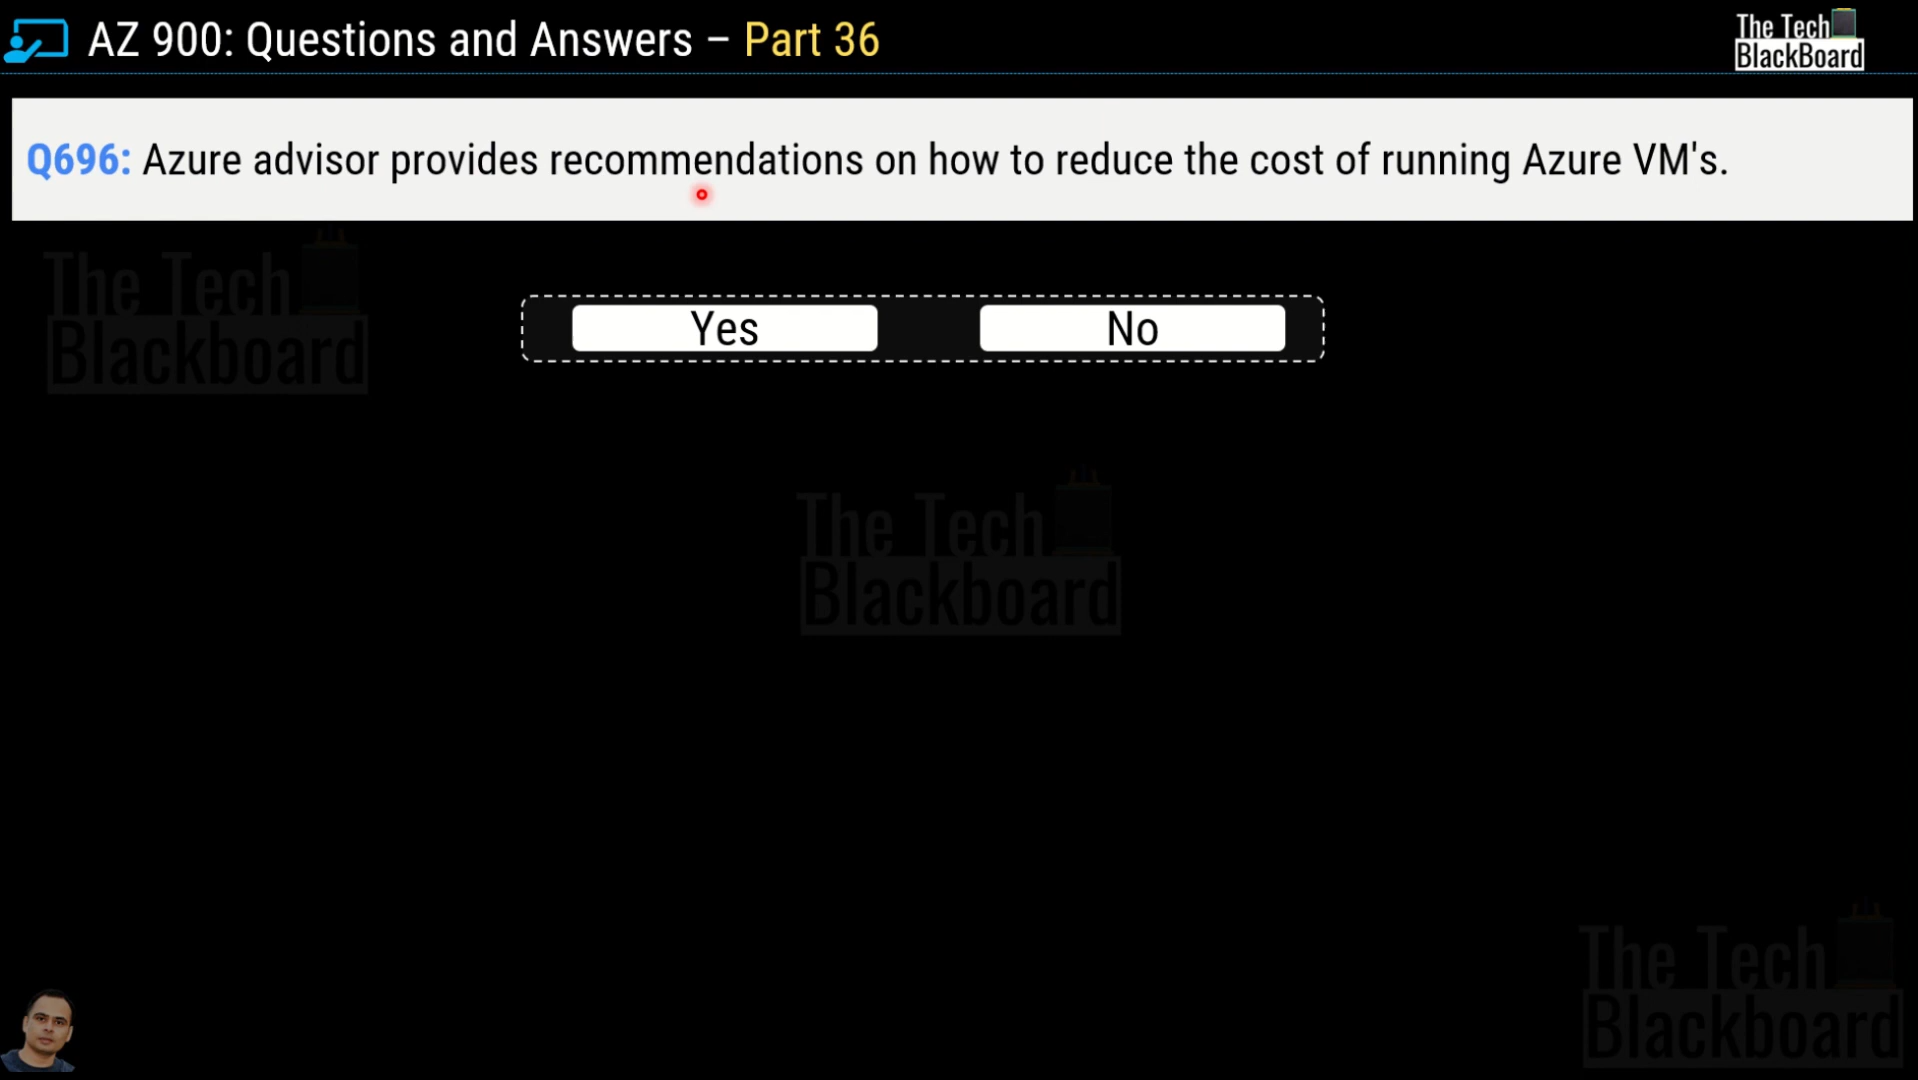 AZ 900: Questions and Answers – Part 36
The Tech
BlackBoard
Q696: Azure advisor provides recommendations on how to reduce the cost of running Azure VM's.
The Tech
Blackboard
Yes
No
The Tech
Blackboard
The Tech
Blackboard